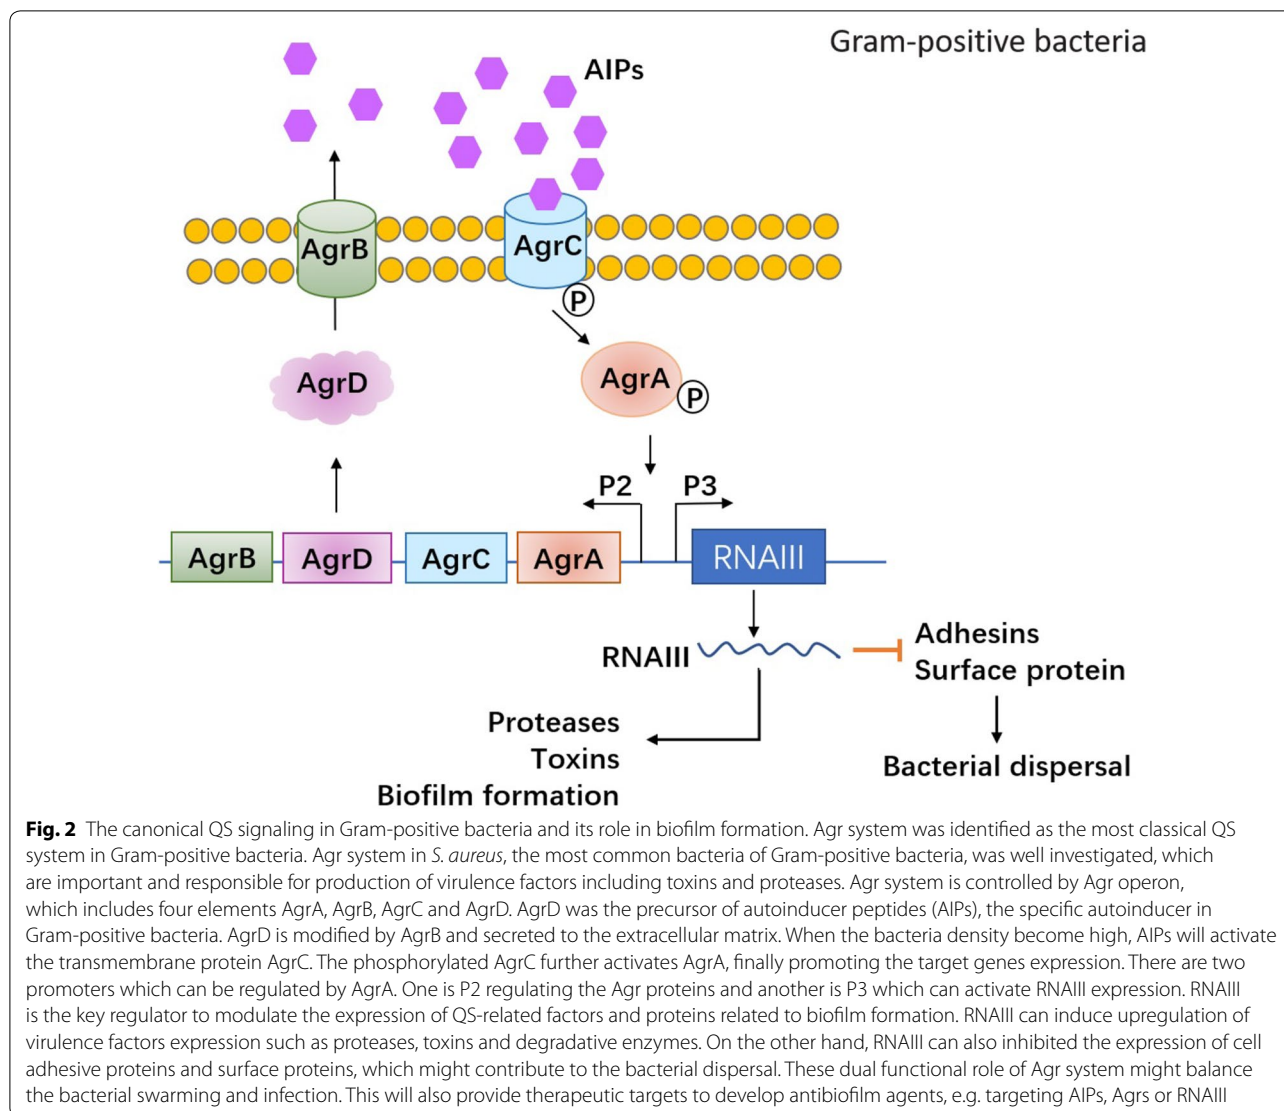 Gram-positive bacteria
AIPs
AgrB
AgrC
P
AgrD
AgrA
P
P2
P3
AgrB
AgrD
AgrC
AgrA
RNAIII
RNAIII
Adhesins
Surface protein
Proteases
Toxins
Biofilm formation
Bacterial dispersal
Fig. 2 The canonical QS signaling in Gram-positive bacteria and its role in biofilm formation. Agr system was identified as the most classical QS
system in Gram-positive bacteria. Agr system in S. aureus, the most common bacteria of Gram-positive bacteria, was well investigated, which
are important and responsible for production of virulence factors including toxins and proteases. Agr system is controlled by Agr operon,
which includes four elements AgrA, AgrB, AgrC and AgrD. AgrD was the precursor of autoinducer peptides (AIPs), the specific autoinducer in
Gram-positive bacteria. AgrD is modified by AgrB and secreted to the extracellular matrix. When the bacteria density become high, AIPs will activate
the transmembrane protein AgrC. The phosphorylated AgrC further activates AgrA, finally promoting the target genes expression. There are two
promoters which can be regulated by AgrA. One is P2 regulating the Agr proteins and another is P3 which can activate RNAIII expression. RNAIII
is the key regulator to modulate the expression of QS-related factors and proteins related to biofilm formation. RNAIII can induce upregulation of
virulence factors expression such as proteases, toxins and degradative enzymes. On the other hand, RNAIII can also inhibited the expression of cell
adhesive proteins and surface proteins, which might contribute to the bacterial dispersal. These dual functional role of Agr system might balance
the bacterial swarming and infection. This will also provide therapeutic targets to develop antibiofilm agents, e.g. targeting AIPs, Agrs or RNAIII